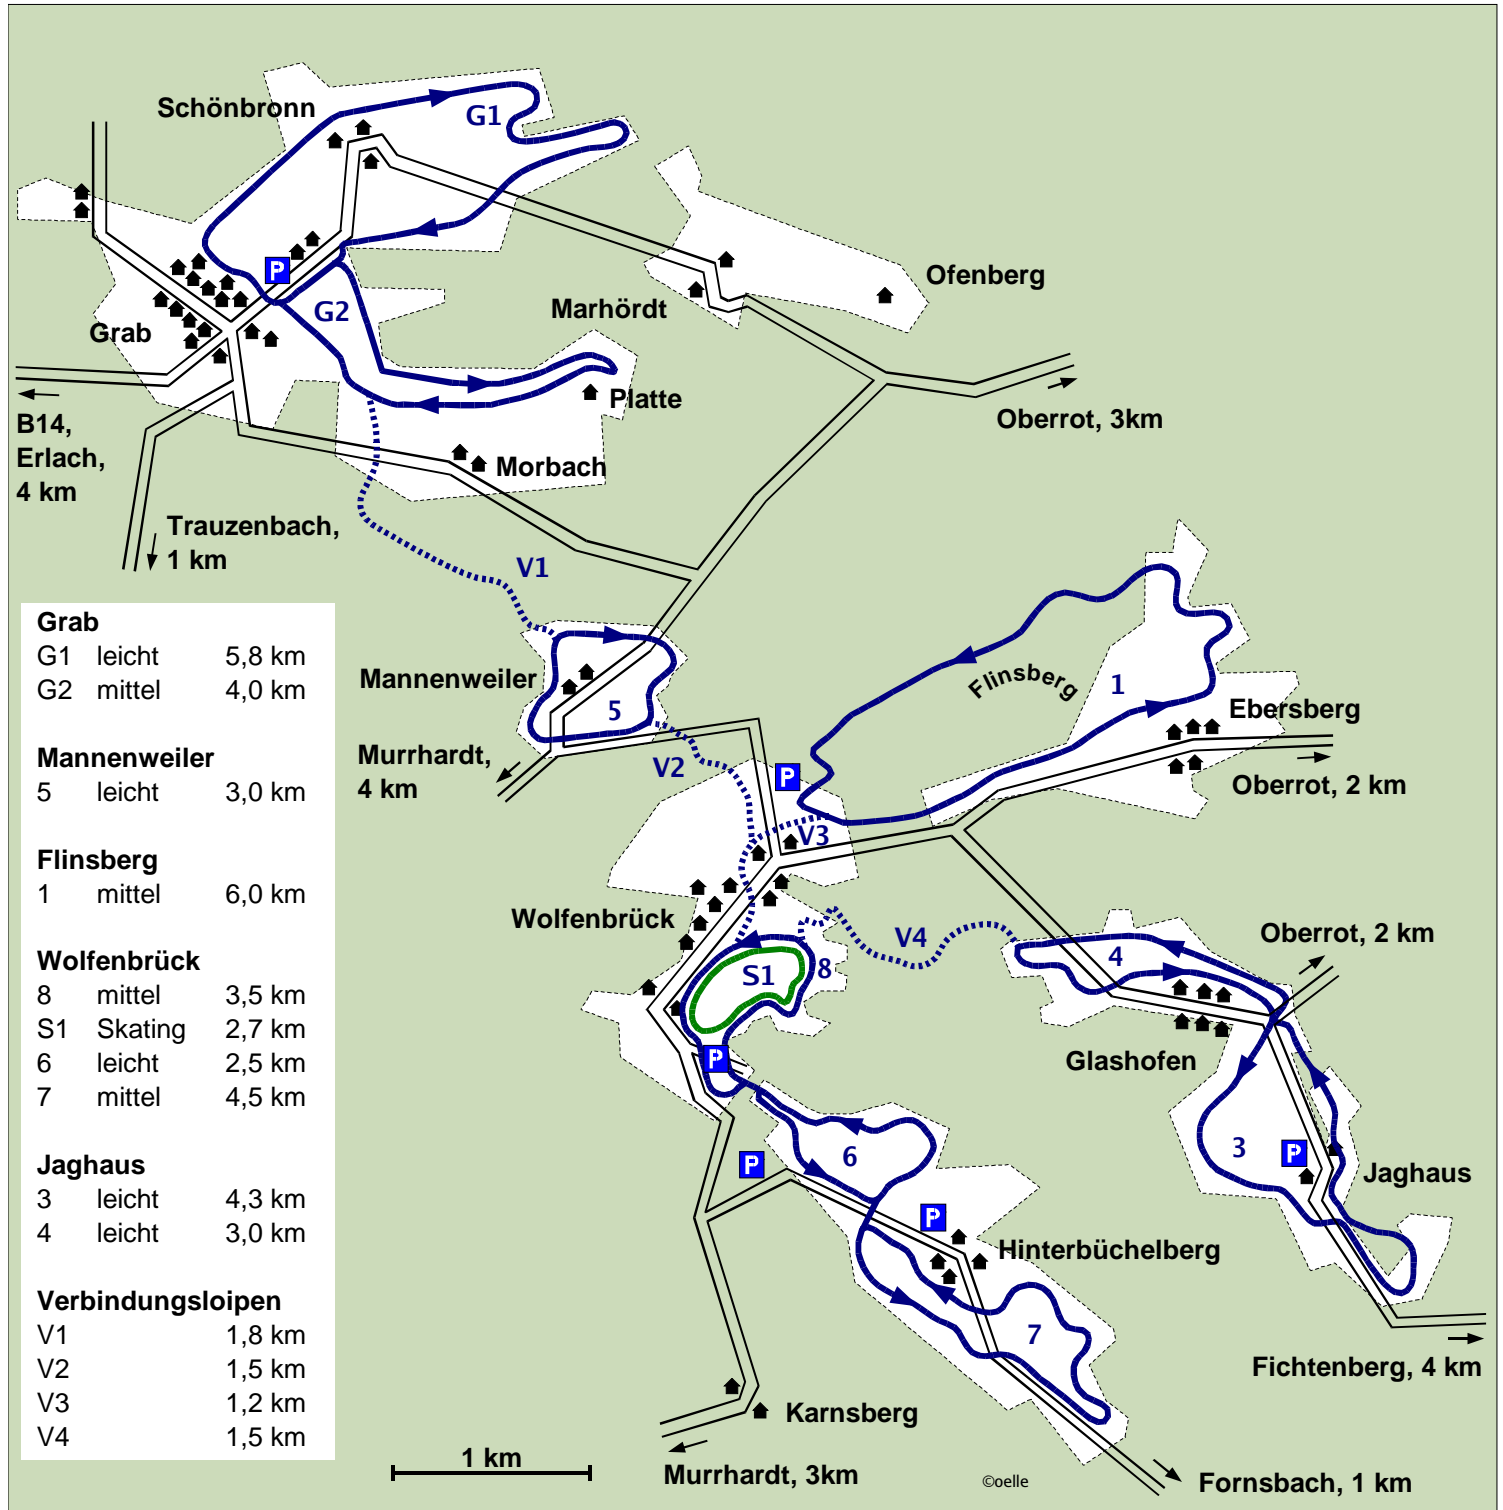 Schönbronn
G1
P
G2
Grab
Marhördt
Ofenberg
Platte
B14,
Erlach,
4 km
Oberrot, 3km
Morbach
Trauzenbach,
1 km
V1
Grab
G1 leicht 5,8 km
G2 mittel 4,0 km
Mannenweiler
5 leicht 3,0 km
Flinsberg
1 mittel 6,0 km
Wolfenbrück
8 mittel 3,5 km
S1 Skating 2,7 km
6 leicht 2,5 km
7 mittel 4,5 km
Jaghaus
3 leicht 4,3 km
4 leicht 3,0 km
Verbindungsloipen
V1 1,8 km
V2 1,5 km
V3 1,2 km
V4 1,5 km
Mannenweiler
5
Flinsberg
1
Ebersberg
Murrhardt,
4 km
V2
P
Oberrot, 2 km
V3
Wolfenbrück
V4
Oberrot, 2 km
4
8
S1
Glashofen
P
6
3
P
Jaghaus
P
P
Hinterbüchelberg
7
Fichtenberg, 4 km
Karnsberg
1 km
Murrhardt, 3km
©oelle
Fornsbach, 1 km